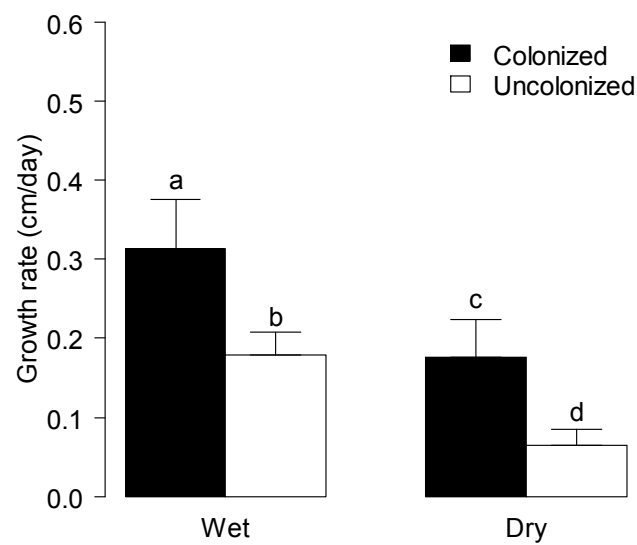 Growth rate (cm/day)
0.6
0.5
0.4
0.3
0.2
0.1
0.0
Colonized
Uncolonized
a
b
c
d
Wet
Dry